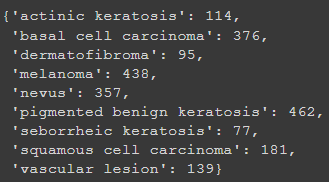 {'actinic keratosis': 114,
'basal cell carcinoma': 376,
'dermatofibroma': 95,
'melanoma': 438,
'nevus': 357,
'pigmented benign keratosis': 462,
'seborrheic keratosis': 77,
'squamous cell carcinoma': 181,
'vascular lesion': 139}